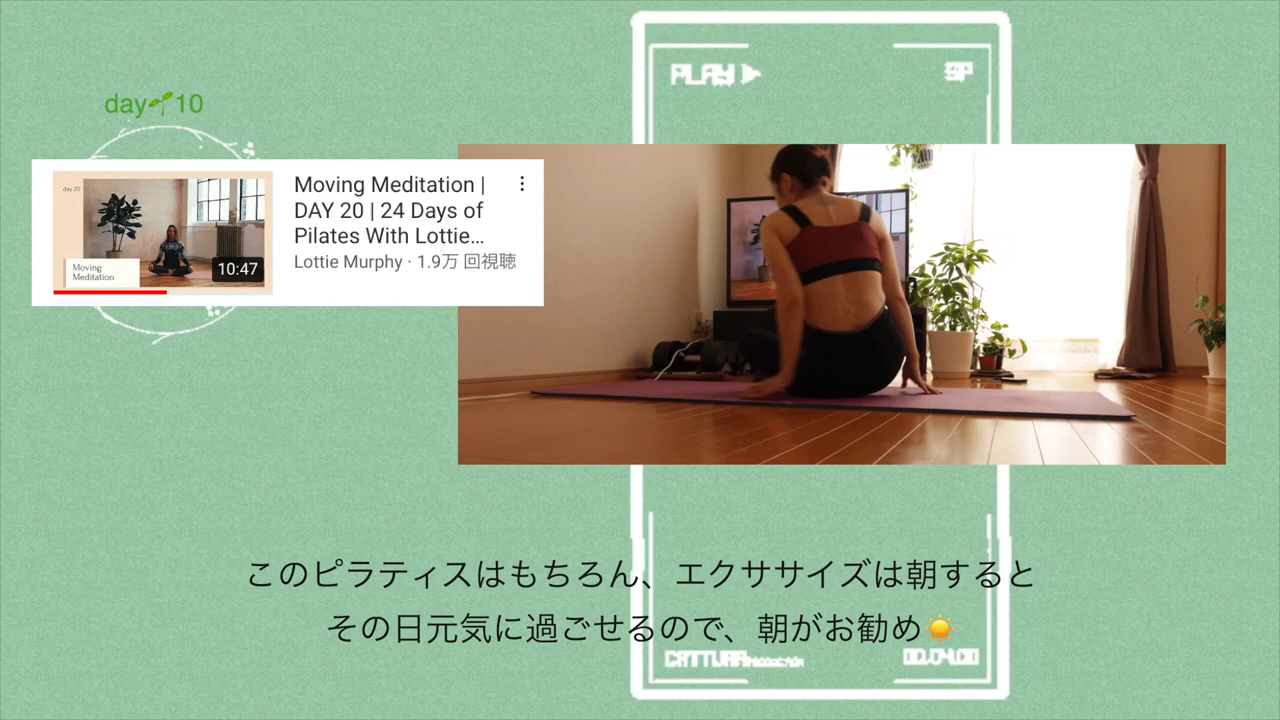 PLAY
SP
day🌱10
day 20
Moving
Meditation
10:47
Moving Meditation |
DAY 20 | 24 Days of
Pilates With Lottie...
Lottie Murphy · 1.9万 回視聴
このピラティスはもちろん、エクササイズは朝すると
その日元気に過ごせるので、朝がお勧め☀️